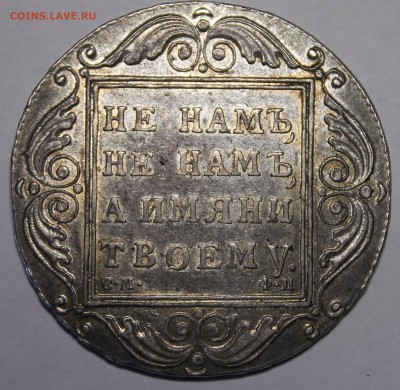 COINS.LAVE.RU
НЕ НАМЪ,
НЕ НАМЪ,
А ИМЯНИ
ТВОЕМУ.
С·М· Ф·Ц